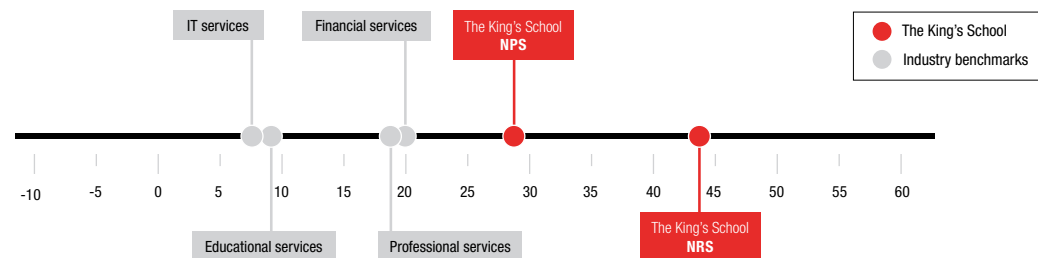 IT services
Financial services
The King's School
NPS
The King's School
Industry benchmarks
-10
-5
0
5
10
15
20
25
30
35
40
45
50
55
60
Educational services
Professional services
The King's School
NRS